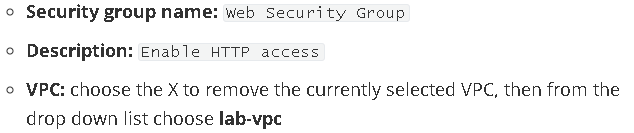 Security group name: Web Security Group
Description: Enable HTTP access
VPC: choose the X to remove the currently selected VPC, then from the
drop down list choose lab-vpc